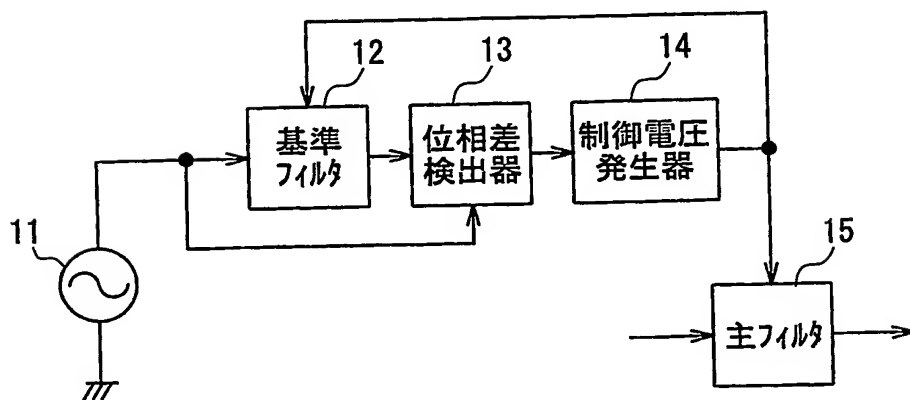 12
13
14
基準
フィルタ
位相差
検出器
制御電圧
発生器
11
15
主フィルタ